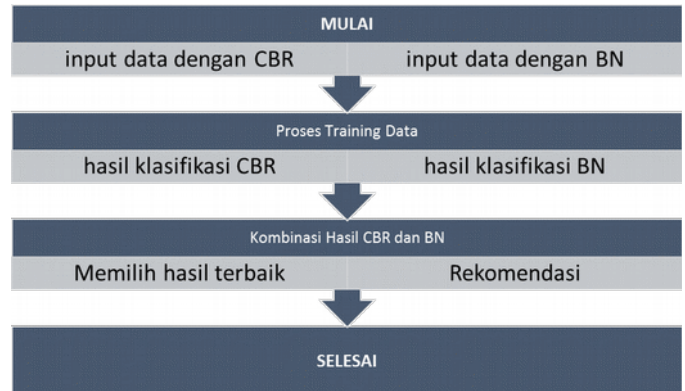 MULAI
input data dengan CBR
input data dengan BN
Proses Training Data
hasil klasifikasi CBR
hasil klasifikasi BN
Kombinasi Hasil CBR dan BN
Memilih hasil terbaik
Rekomendasi
SELESAI